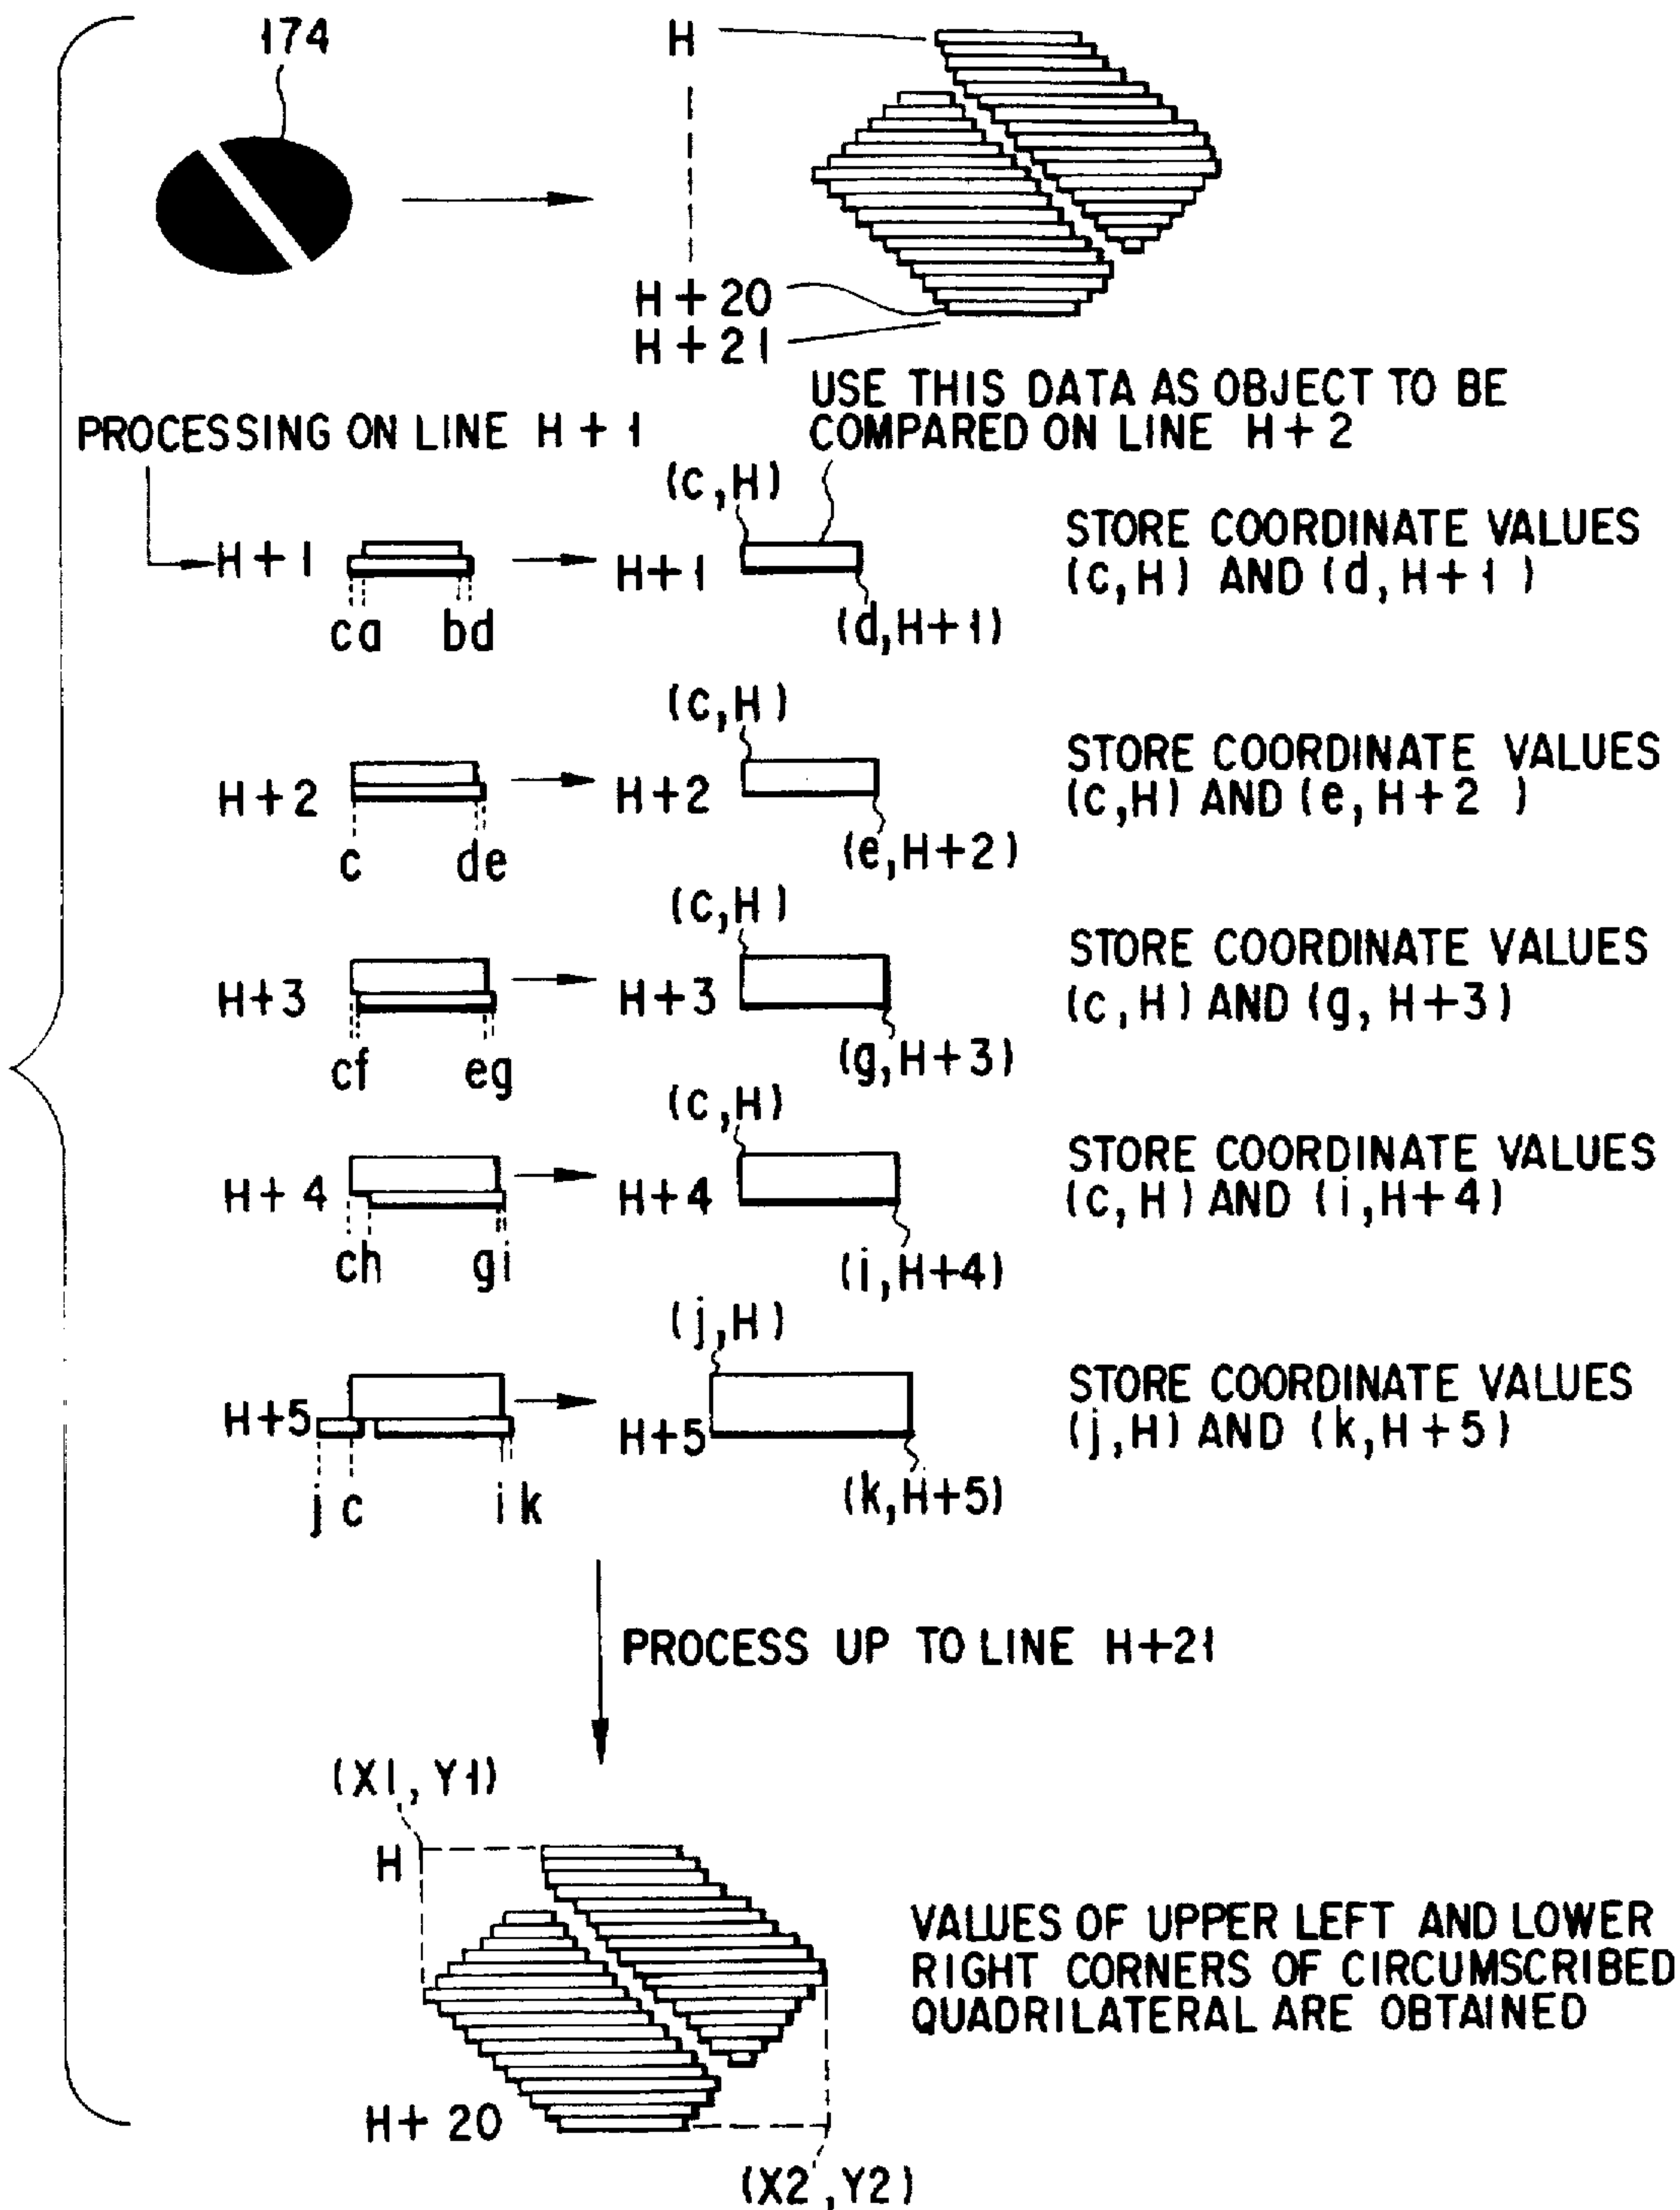 174
H
H+20
H+21
USE THIS DATA AS OBJECT TO BE
COMPARED ON LINE H+2
PROCESSING ON LINE H+1
(c,H)
H+1
H+1
STORE COORDINATE VALUES
(c,H) AND (d,H+1)
ca
bd
(d,H+1)
(c,H)
H+2
H+2
STORE COORDINATE VALUES
(c,H) AND (e,H+2)
c
de
(e,H+2)
(c,H)
H+3
H+3
STORE COORDINATE VALUES
(c,H) AND (g,H+3)
cf
eg
(g,H+3)
(c,H)
H+4
H+4
STORE COORDINATE VALUES
(c,H) AND (i,H+4)
ch
gi
(i,H+4)
(j,H)
H+5
H+5
STORE COORDINATE VALUES
(j,H) AND (k,H+5)
j c
i k
(k,H+5)
PROCESS UP TO LINE H+21
(X1,Y1)
H
VALUES OF UPPER LEFT AND LOWER
RIGHT CORNERS OF CIRCUMSCRIBED
QUADRILATERAL ARE OBTAINED
H+20
(X2,Y2)